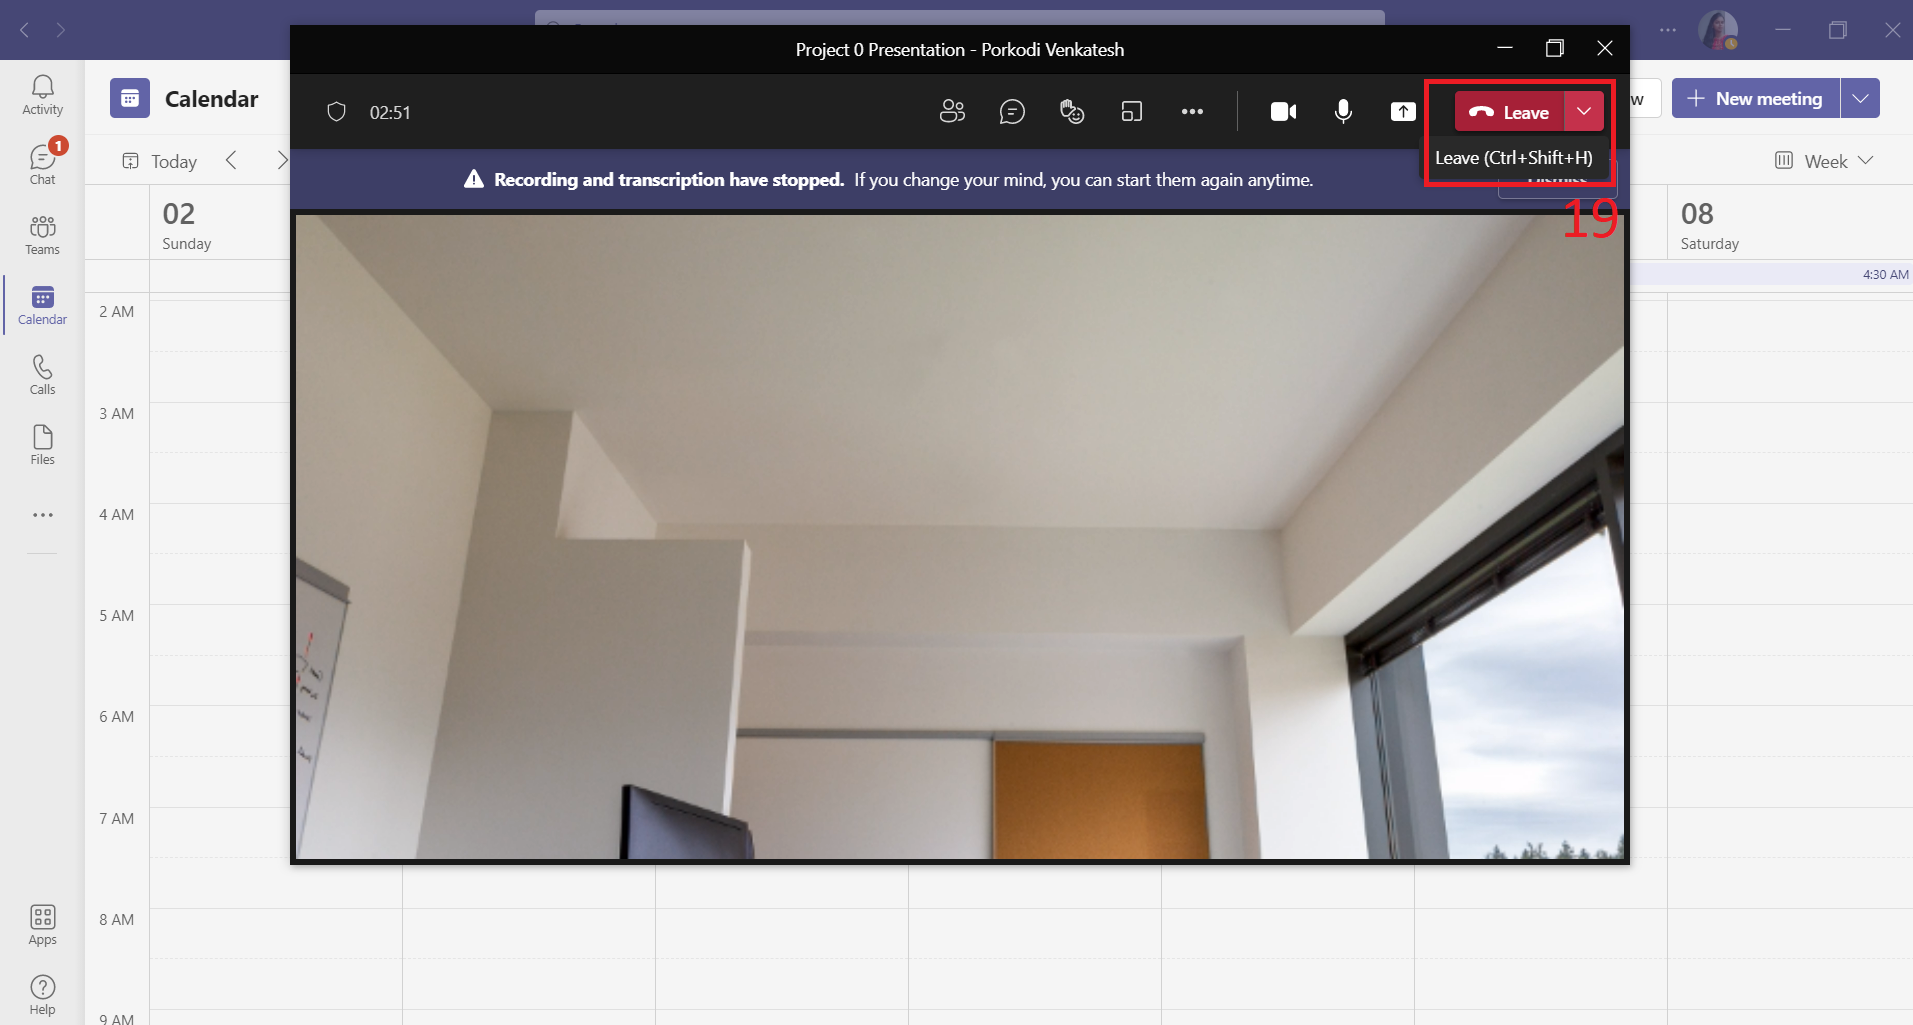 Project 0 Presentation - Porkodi Venkatesh
Activity
Calendar
02:51
Leave
w
New meeting
Chat
1
Today
Leave (Ctrl+Shift+H)
Week
Recording and transcription have stopped. If you change your mind, you can start them again anytime.
Dismiss
19
02
Sunday
08
Saturday
Teams
4:30 AM
Calendar
2 AM
Calls
3 AM
Files
4 AM
5 AM
6 AM
7 AM
8 AM
Apps
Help
9 AM